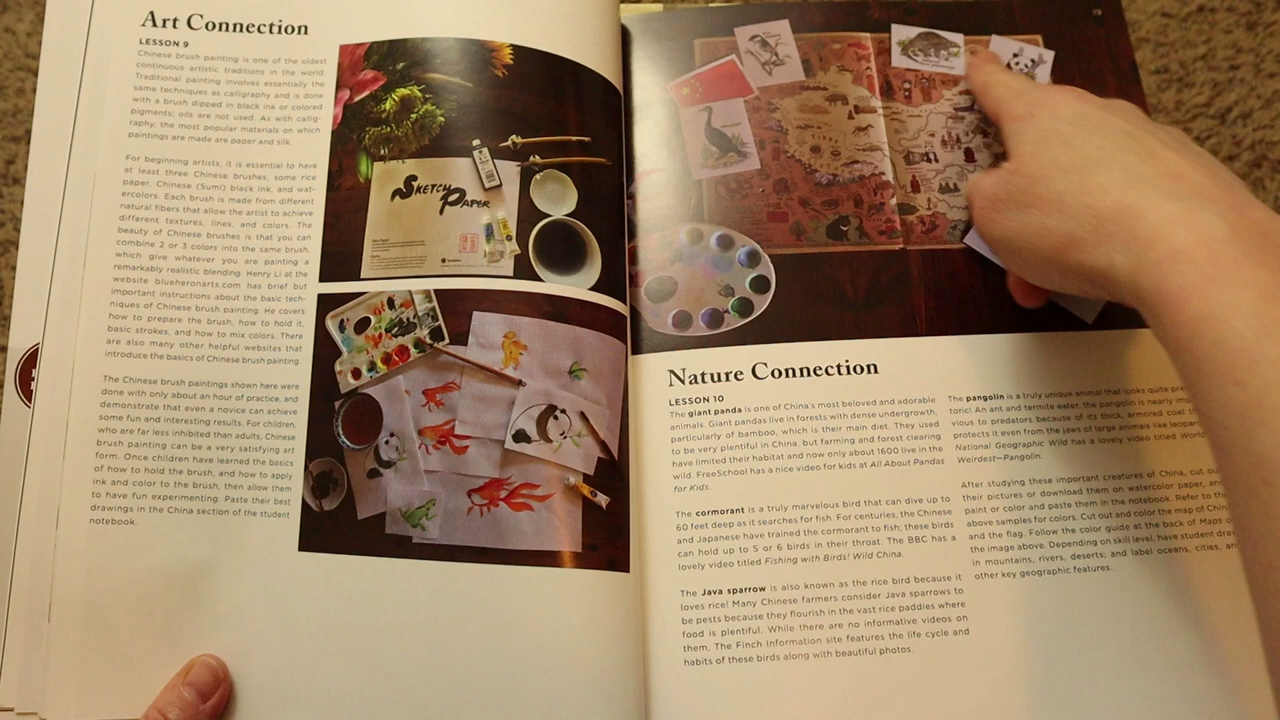 Art Connection
LESSON 9
Chinese brush painting is one of the oldest
continuous artistic traditions in the world.
Traditional painting involves essentially the
same techniques as calligraphy and is done
with a brush dipped in black ink or colored
pigments; oils are not used. As with callig-
raphy, the most popular materials on which
paintings are made are paper and silk.
For beginning artists, it is essential to have
at least three Chinese brushes, some rice
paper, Chinese (Sumi) black ink, and wat-
ercolors. Each brush is made from different
natural fibers that allow the artist to achieve
different textures, lines, and colors. The
beauty of Chinese brushes is that you can
combine 2 or 3 colors into the same brush,
which give whatever you are painting a
remarkably realistic blending. Henry Li at the
website blueheronarts.com has brief but
important instructions about the basic tech-
niques of Chinese brush painting. He covers
how to prepare the brush, how to hold it,
basic strokes, and how to mix colors. There
are also many other helpful websites that
introduce the basics of Chinese brush painting.
The Chinese brush paintings shown here were
done with only about an hour of practice, and
demonstrate that even a novice can achieve
some fun and interesting results. For children,
who are far less inhibited than adults, Chinese
brush painting can be a very satisfying art
form. Once children have learned the basics
of how to hold the brush, and how to apply
ink and color to the brush, then allow them
to have fun experimenting. Paste their best
drawings in the China section of the student
notebook.
SKETCH
PAPER
Nature Connection
LESSON 10
The giant panda is one of China's most beloved and adorable
animals. Giant pandas live in forests with dense undergrowth,
particularly of bamboo, which is their main diet. They used
to be very plentiful in China, but farming and forest clearing
have limited their habitat and now only about 1600 live in the
wild. FreeSchool has a nice video for kids at All About Pandas
for Kids.
The cormorant is a truly marvelous bird that can dive up to
60 feet deep as it searches for fish. For centuries, the Chinese
and Japanese have trained the cormorant to fish; these birds
can hold up to 5 or 6 birds in their throat. The BBC has a
lovely video titled Fishing with Birds! Wild China.
The Java sparrow is also known as the rice bird because it
loves rice! Many Chinese farmers consider Java sparrows to
be pests because they flourish in the vast rice paddies where
food is plentiful. While there are no informative videos on
them, The Finch Information site features the life cycle and
habits of these birds along with beautiful photos.
The pangolin is a truly unique animal that looks quite
toric! An ant and termite eater, the pangolin is nearly
vious to predators because of its thick, armored coat
protects it even from the jaws of large animals like
National Geographic Wild has a lovely video titled World
Weirdest—Pangolin.
After studying these important creatures of China, cut
their pictures or download them on watercolor paper, and
paint or color and paste them in the notebook. Refer to the
above samples for colors. Cut out and color the map of
and the flag. Follow the color guide at the back of Maps
the image above. Depending on skill level, have student
in mountains, rivers, deserts; and label oceans, cities,
other key geographic features.